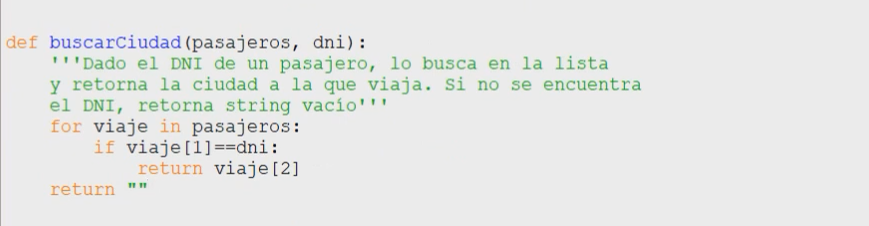 def buscarCiudad(pasajeros, dni):
    '''Dado el DNI de un pasajero, lo busca en la lista
    y retorna la ciudad a la que viaja. Si no se encuentra
    el DNI, retorna string vacío'''
    for viaje in pasajeros:
        if viaje[1]==dni:
            return viaje[2]
    return ""